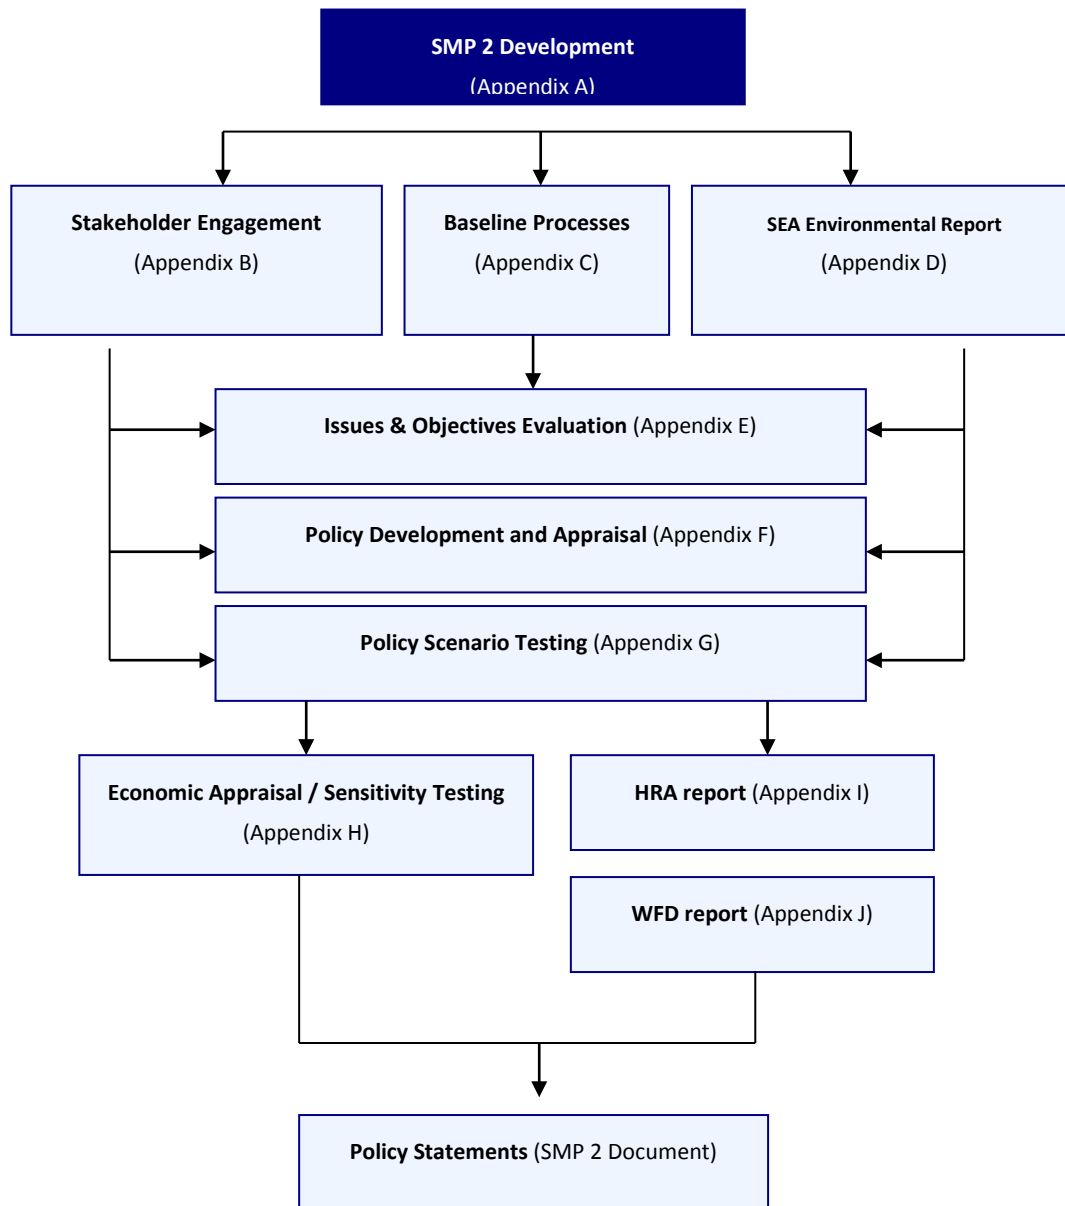 SMP 2 Development
(Appendix A)
Stakeholder Engagement
(Appendix B)
Baseline Processes
(Appendix C)
SEA Environmental Report
(Appendix D)
Issues & Objectives Evaluation (Appendix E)
Policy Development and Appraisal (Appendix F)
Policy Scenario Testing (Appendix G)
Economic Appraisal / Sensitivity Testing
(Appendix H)
HRA report (Appendix I)
WFD report (Appendix J)
Policy Statements (SMP 2 Document)